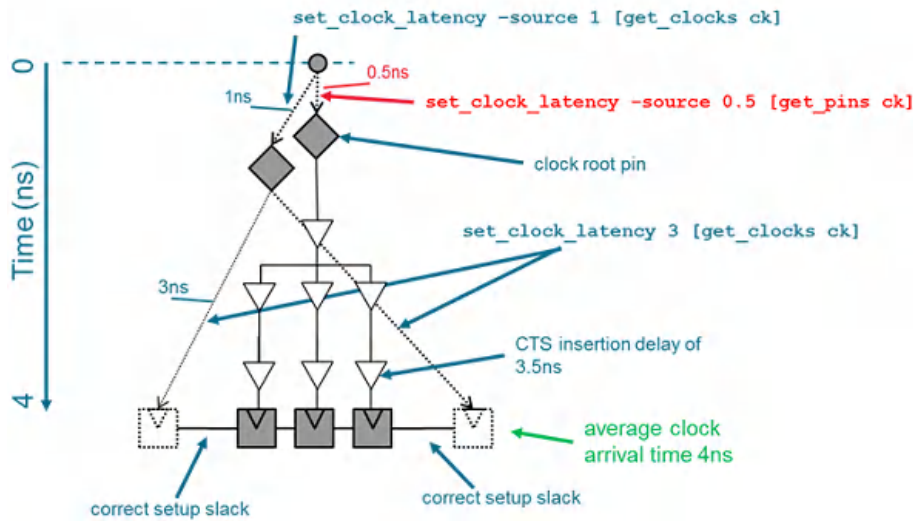 set_clock_latency –source 1 [get_clocks ck]
0
0.5ns
1ns
set_clock_latency –source 0.5 [get_pins ck]
clock root pin
Time (ns)
set_clock_latency 3 [get_clocks ck]
3ns
CTS insertion delay of
3.5ns
4
average clock
arrival time 4ns
correct setup slack
correct setup slack